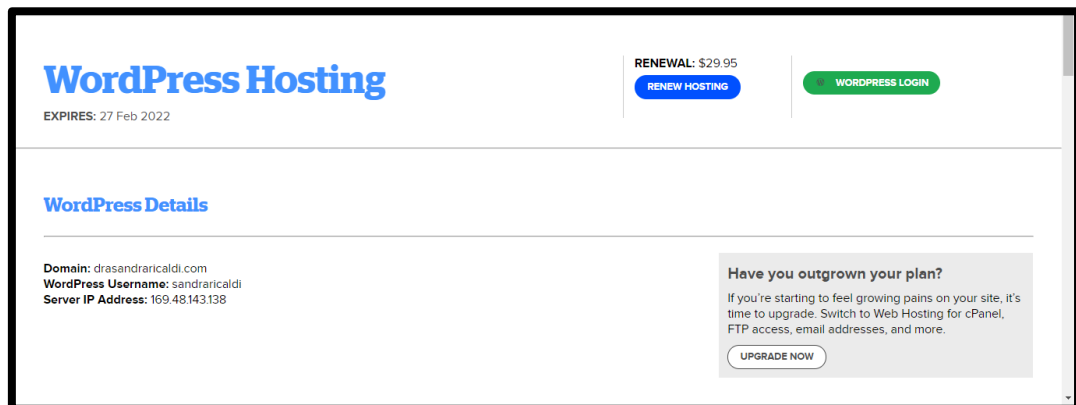 WordPress Hosting
EXPIRES: 27 Feb 2022
RENEWAL: $29.95
RENEW HOSTING
WORDPRESS LOGIN
WordPress Details
Domain: drasandraricaldi.com
WordPress Username: sandraricaldi
Server IP Address: 169.48.143.138
Have you outgrown your plan?
If you're starting to feel growing pains on your site, it's
time to upgrade. Switch to Web Hosting for cPanel,
FTP access, email addresses, and more.
UPGRADE NOW